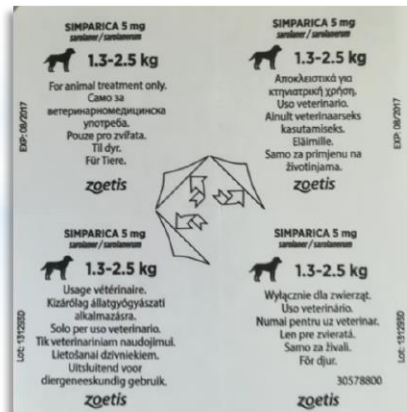 SIMPARICA 5 mg
sarolaner/sarolanerum
1.3-2.5 kg
For animal treatment only.
Само за
ветеринарномедицинска
употреба.
Pouze pro zvířata.
Til dyr.
Für Tiere.
zoetis
EXP: 08/2017
SIMPARICA 5 mg
sarolaner/sarolanerum
1.3-2.5 kg
Αποκλειστικά για
κτηνιατρική χρήση.
Uso veterinario.
Ainult veterinaarseks
kasutamiseks.
Eläimille.
Samo za primjenu na
životinjama.
zoetis
EXP: 08/2017
SIMPARICA 5 mg
sarolaner/sarolanerum
1.3-2.5 kg
Usage vétérinaire.
Kizárólag állatgyógyászati
alkalmazásra.
Solo per uso veterinario.
Tik veterinariniam naudojimui.
Lietošanai dzīvniekiem.
Uitsluitend voor
diergeneeskundig gebruik.
zoetis
Lot: 131293D
SIMPARICA 5 mg
sarolaner/sarolanerum
1.3-2.5 kg
Wyłącznie dla zwierząt.
Uso veterinário.
Numai pentru uz veterinar.
Len pre zvieratá.
Samo za živali.
För djur.
30578800
zoetis
Lot: 131293D